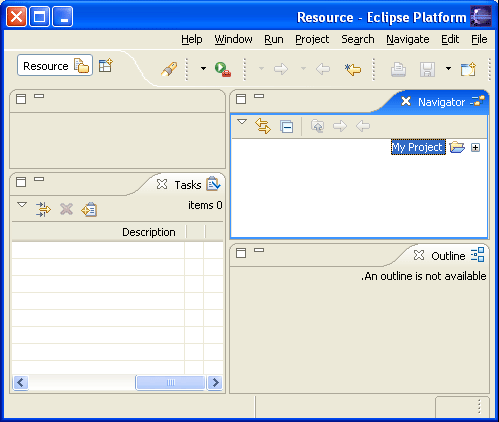 Resource - Eclipse Platform
File Edit Navigate Search Project Run Window Help
Resource
Navigator
My Project
Tasks
items 0
Description
Outline
.An outline is not available